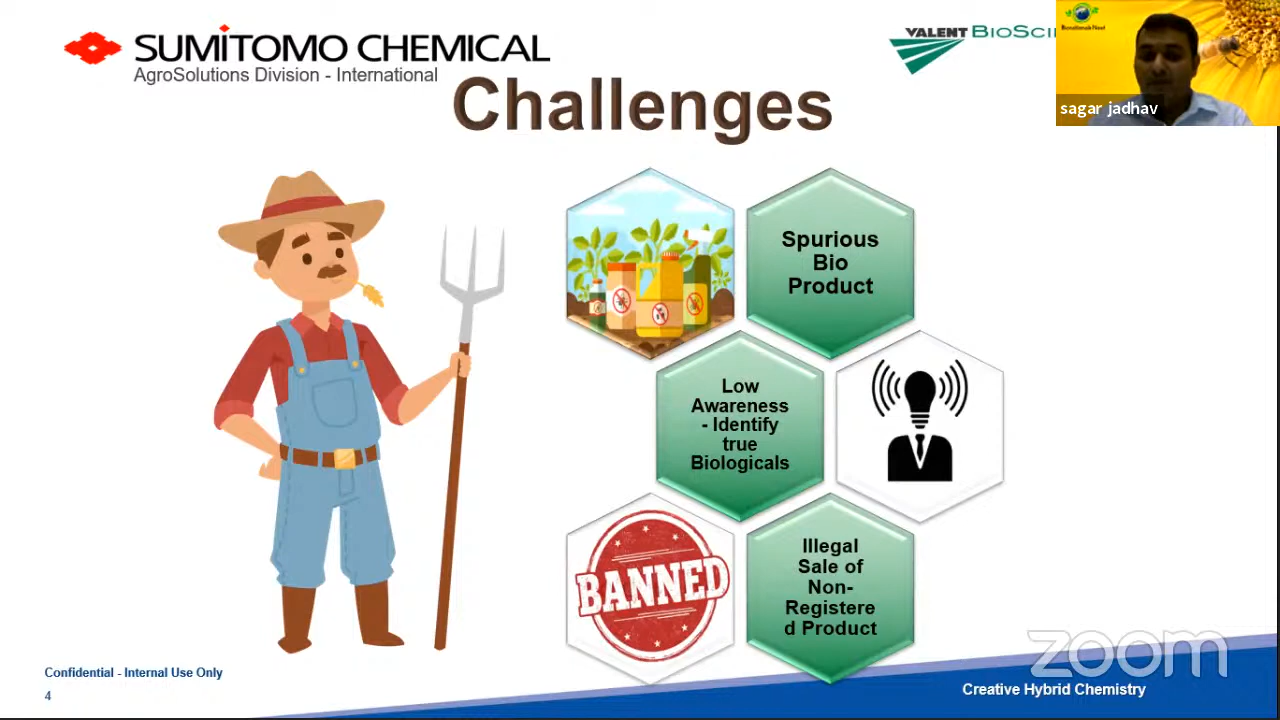 SUMITOMO CHEMICAL
AgroSolutions Division - International
VALENT
Challenges
sagar jadhav
Spurious
Bio
Product
Low
Awareness
- Identify
true
Biologicals
BANNED
Illegal
Sale of
Non-
Registere
d Product
zoom
Confidential - Internal Use Only
4
Creative Hybrid Chemistry